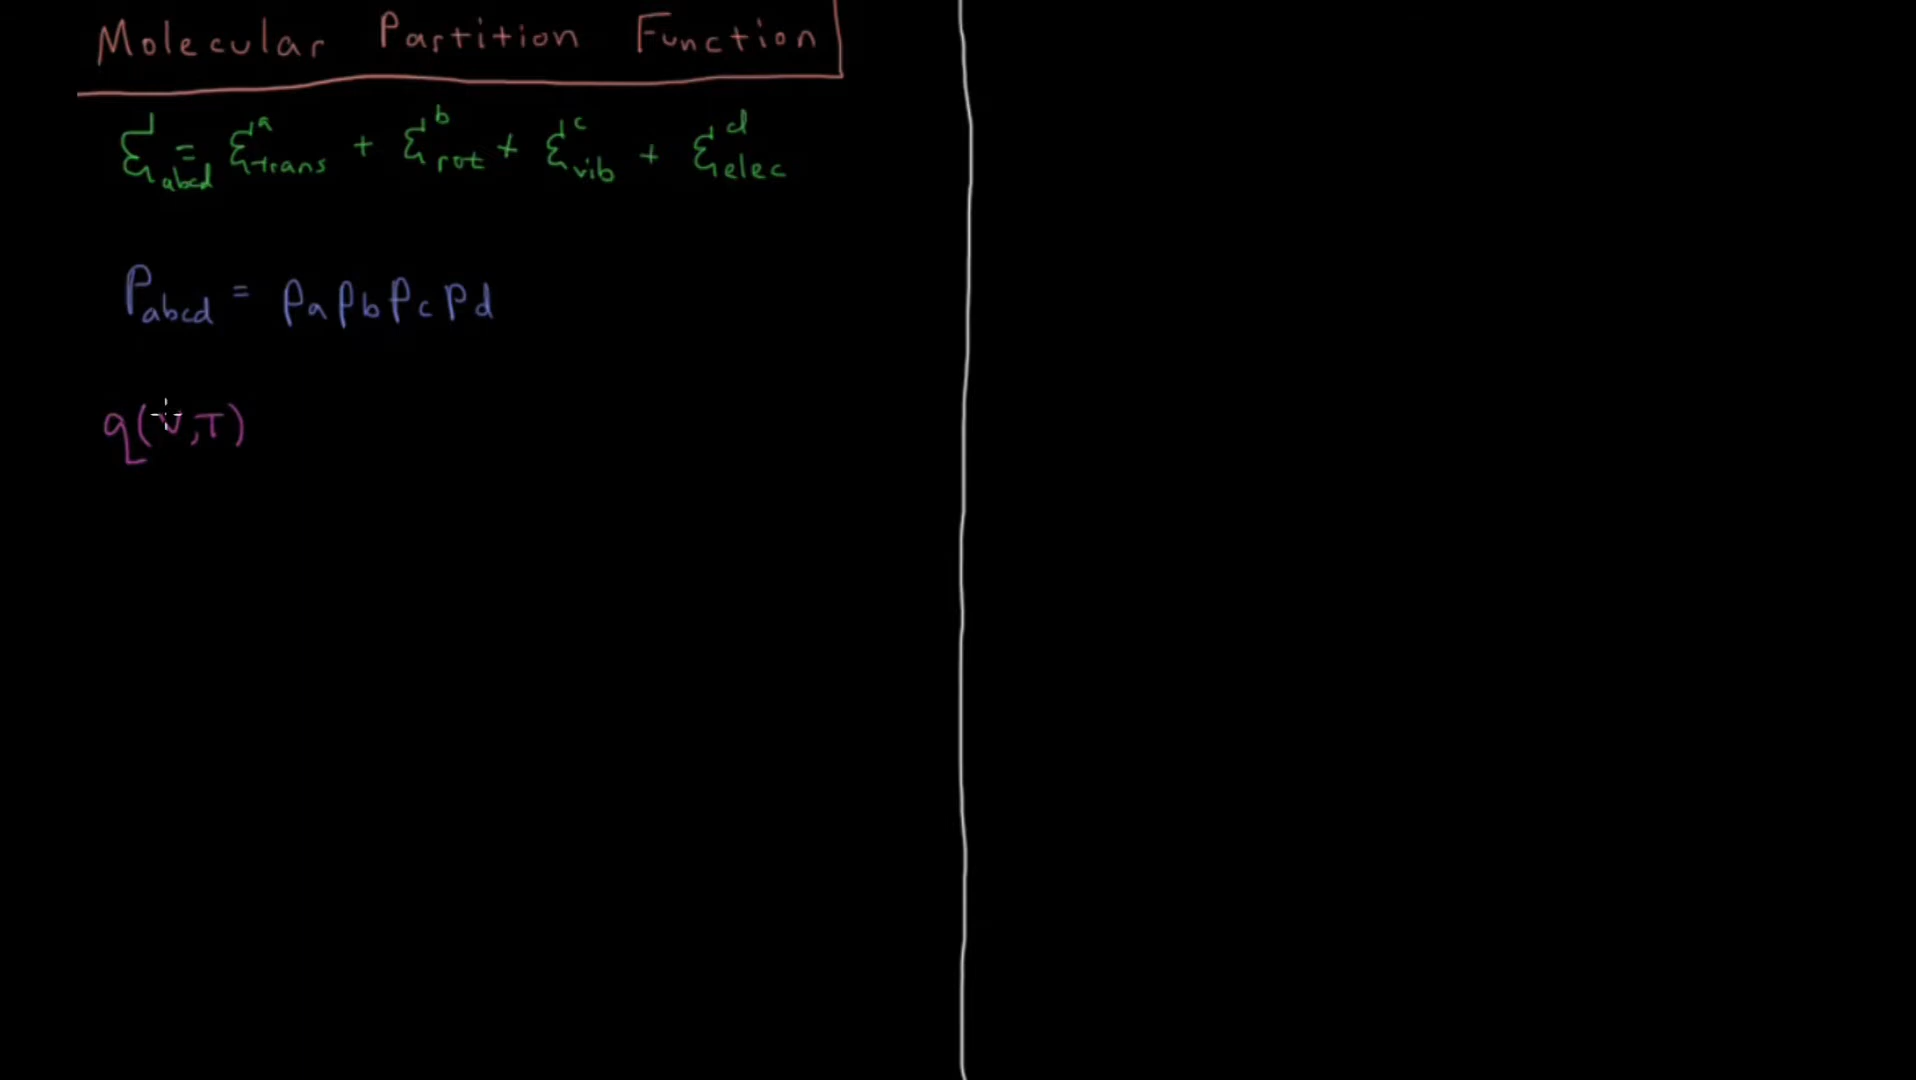 Molecular Partition Function
ε_abcd = ε^a_trans + ε^b_rot + ε^c_vib + ε^d_elec
P_abcd = p_a p_b p_c p_d
q(V,T)